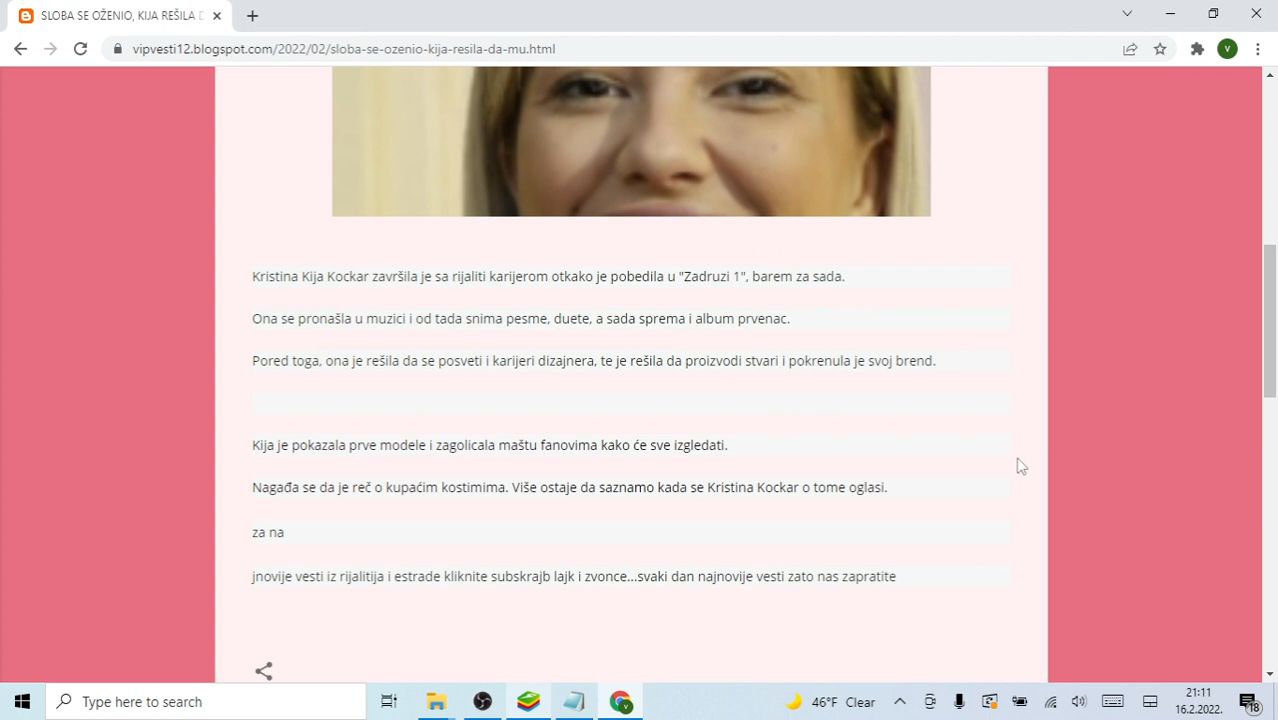 SLOBA SE OŽENIO, KIJA REŠILA D
vipvesti12.blogspot.com/2022/02/sloba-se-ozenio-kija-resila-da-mu.html
V
Kristina Kija Kockar završila je sa rijaliti karijerom otkako je pobedila u "Zadruzi 1", barem za sada.
Ona se pronašla u muzici i od tada snima pesme, duete, a sada sprema i album prvenac.
Pored toga, ona je rešila da se posveti i karijeri dizajnera, te je rešila da proizvodi stvari i pokrenula je svoj brend.
Kija je pokazala prve modele i zagolicala maštu fanovima kako će sve izgledati.
Nagađa se da je reč o kupaćim kostimima. Više ostaje da saznamo kada se Kristina Kockar o tome oglasi.
za na
jnovije vesti iz rijalitija i estrade kliknite subskrajb lajk i zvonce...svaki dan najnovije vesti zato nas zapratite
Type here to search
V
46°F Clear
21:11
16.2.2022.
18